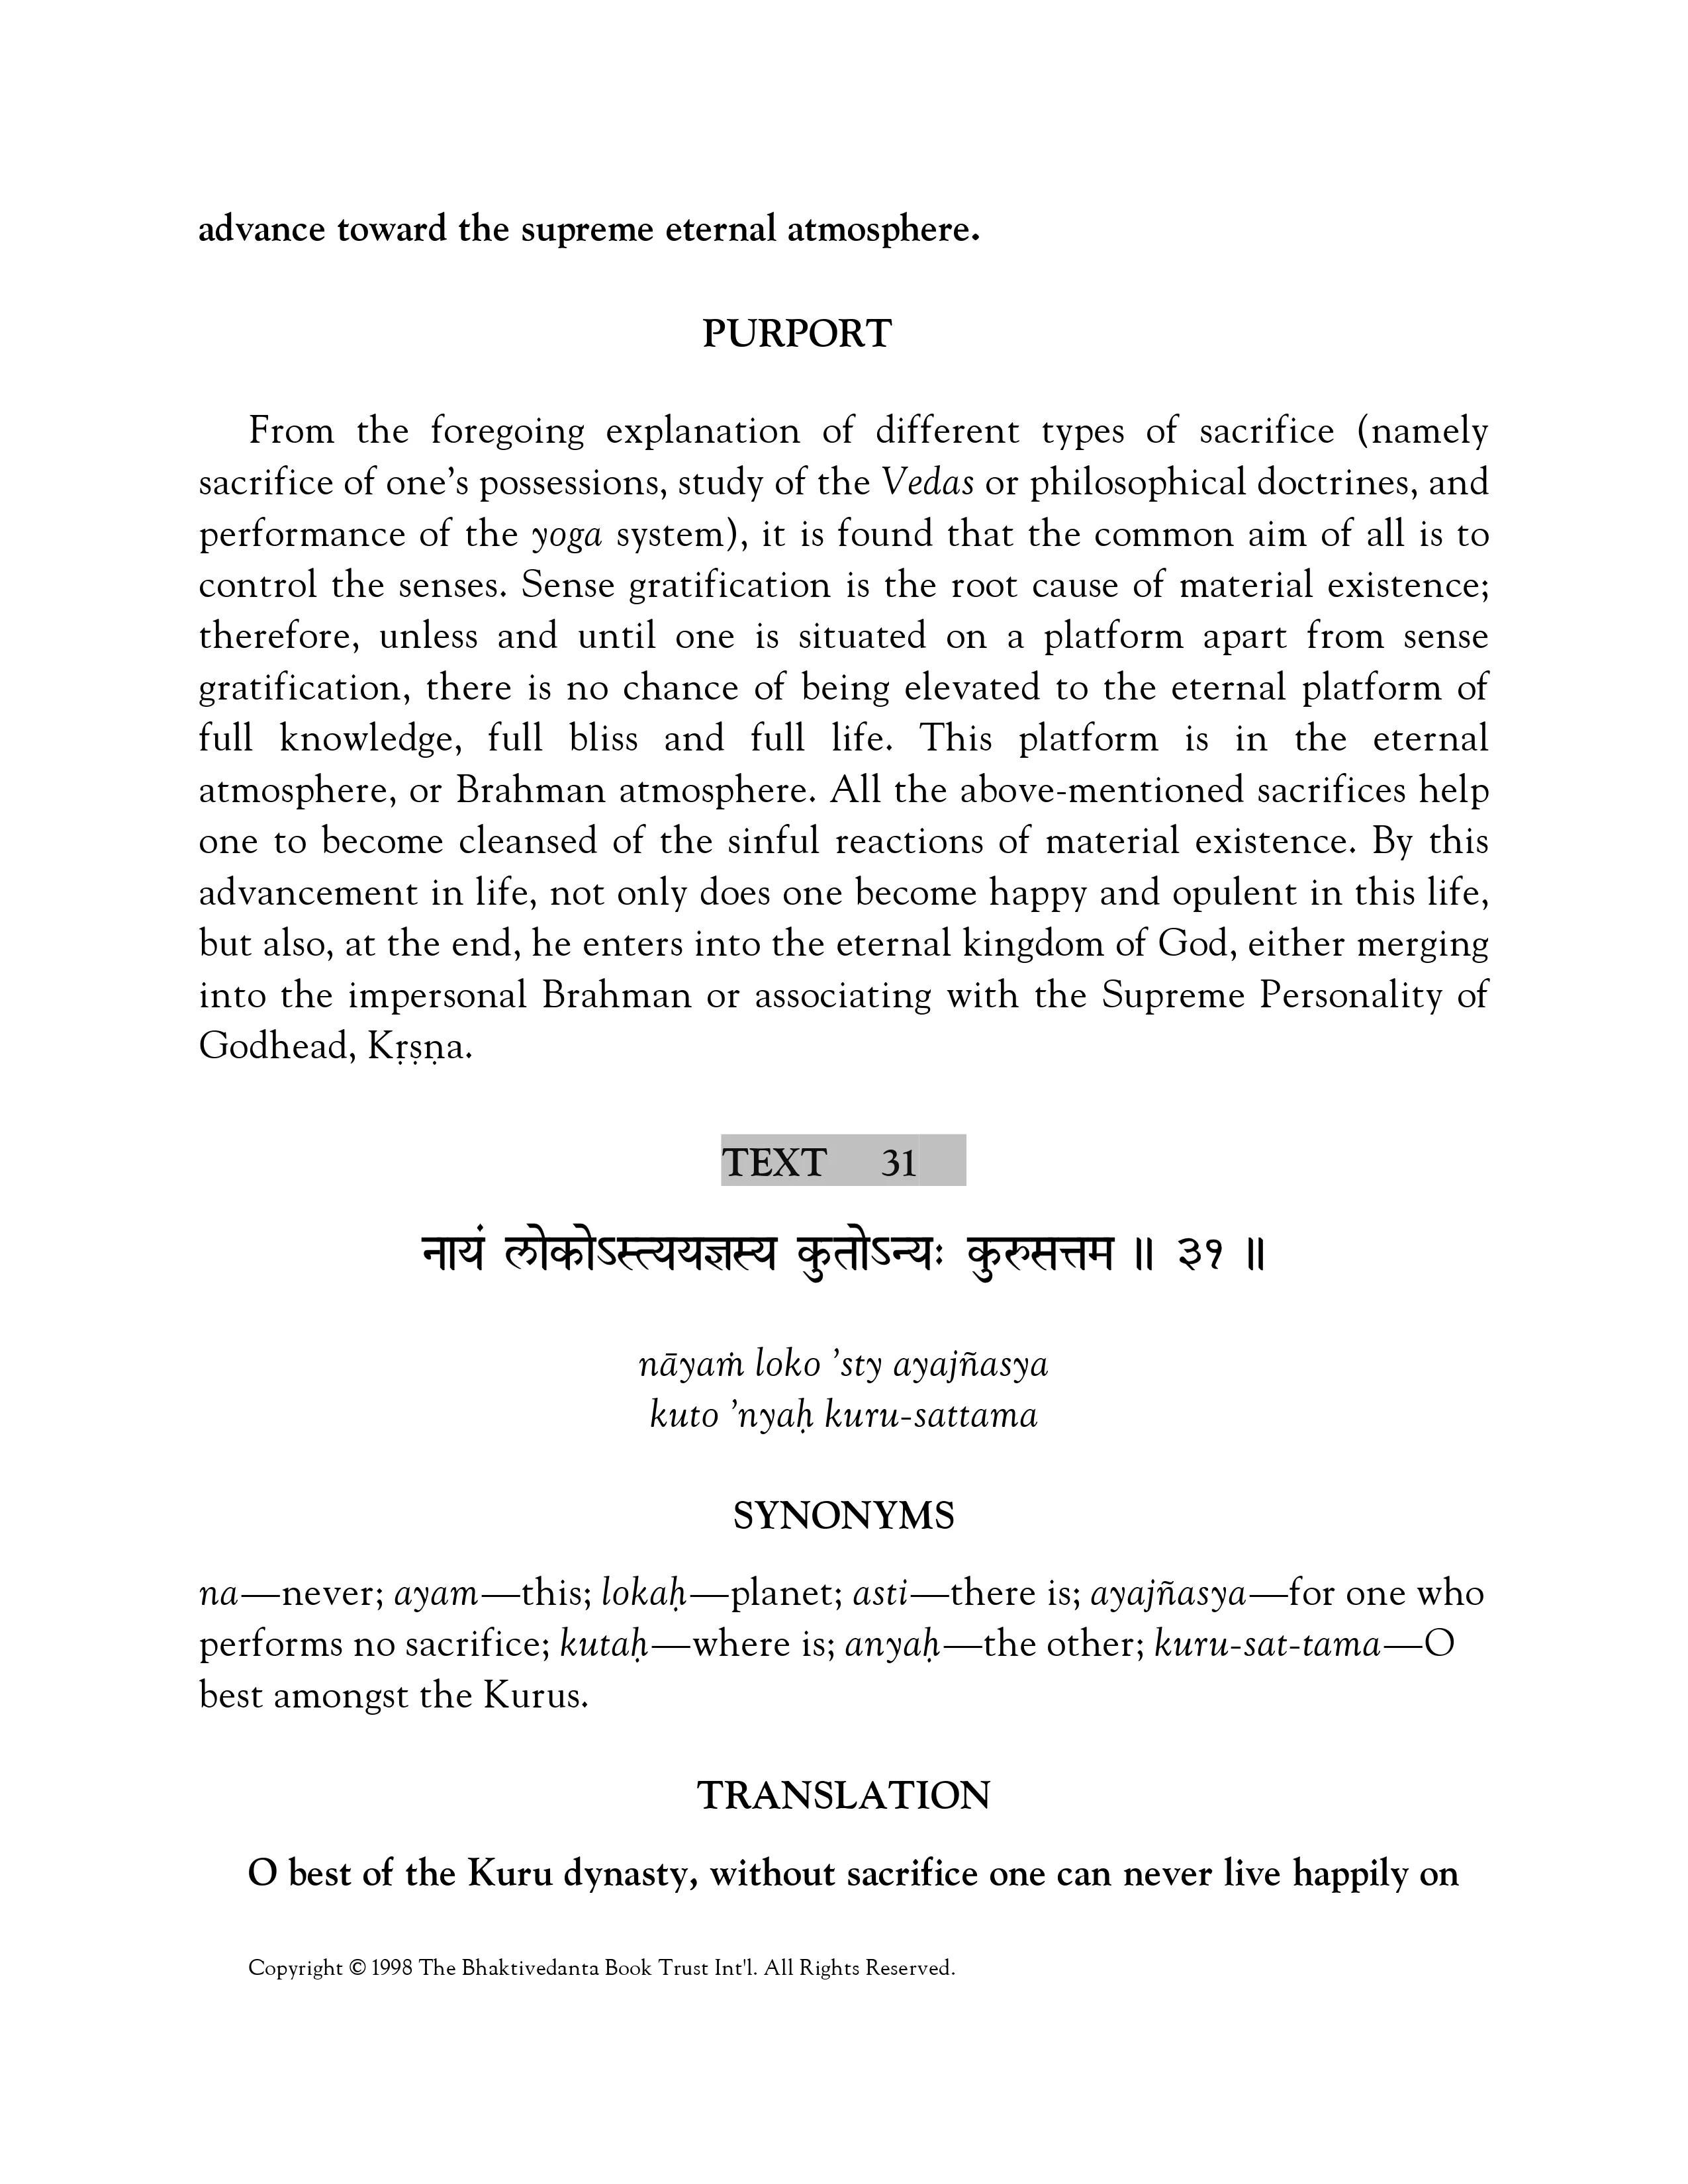 advance toward the supreme eternal atmosphere.
PURPORT
From the foregoing explanation of different types of sacrifice (namely
sacrifice of one’s possessions, study of the Vedas or philosophical doctrines, and
performance of the yoga system), it is found that the common aim of all is to
control the senses. Sense gratification is the root cause of material existence;
therefore, unless and until one is situated on a platform apart from sense
gratification, there is no chance of being elevated to the eternal platform of
full knowledge, full bliss and full life. This platform is in the eternal
atmosphere, or Brahman atmosphere. All the above-mentioned sacrifices help
one to become cleansed of the sinful reactions of material existence. By this
advancement in life, not only does one become happy and opulent in this life,
but also, at the end, he enters into the eternal kingdom of God, either merging
into the impersonal Brahman or associating with the Supreme Personality of
Godhead, Kṛṣṇa.
TEXT 31
नायं लोकोऽस्त्ययज्ञस्य कुतोऽन्यः कुरुसत्तम ॥ ३१ ॥
nāyaṁ loko ’sty ayajñasya
kuto ’nyaḥ kuru-sattama
SYNONYMS
na—never; ayam—this; lokaḥ—planet; asti—there is; ayajñasya—for one who
performs no sacrifice; kutaḥ—where is; anyaḥ—the other; kuru-sat-tama—O
best amongst the Kurus.
TRANSLATION
O best of the Kuru dynasty, without sacrifice one can never live happily on
Copyright © 1998 The Bhaktivedanta Book Trust Int'l. All Rights Reserved.